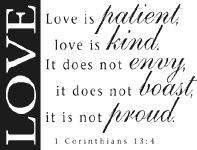 LOVE
Love is patient,
love is kind.
It does not envy,
it does not boast,
it is not proud.
1 Corinthians 13:4